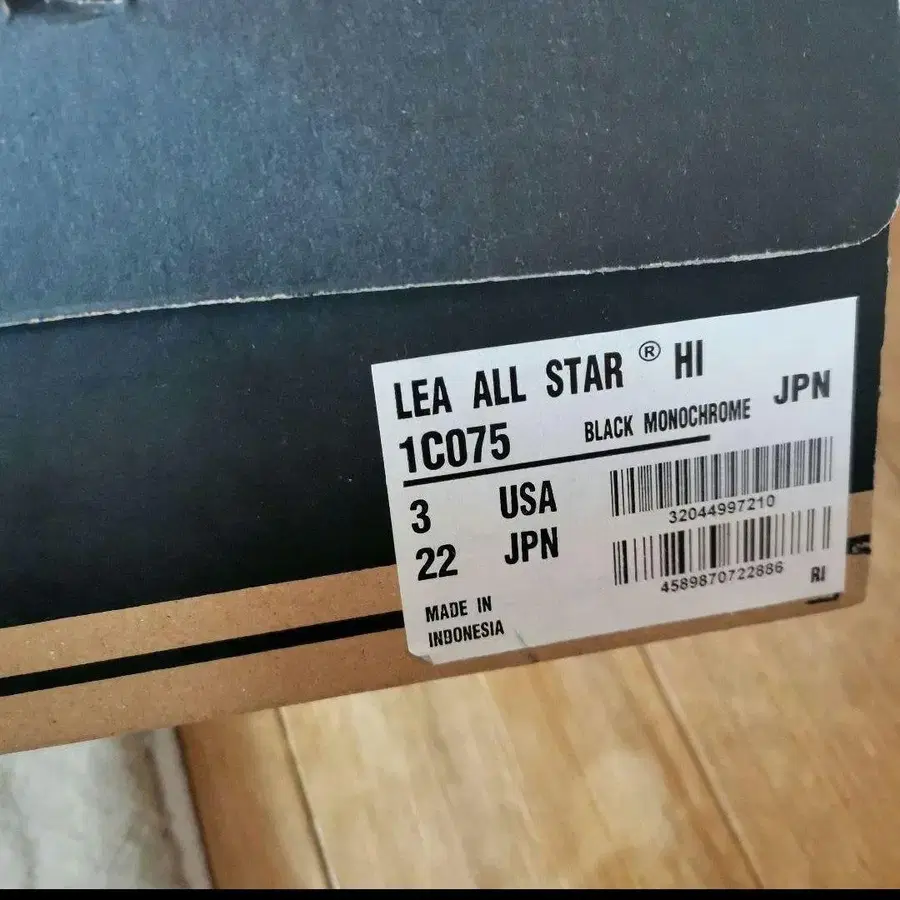 LEA ALL STAR ® HI
1C075 BLACK MONOCHROME JPN
3 USA
32044997210
22 JPN
4589870722886 RI
MADE IN
INDONESIA